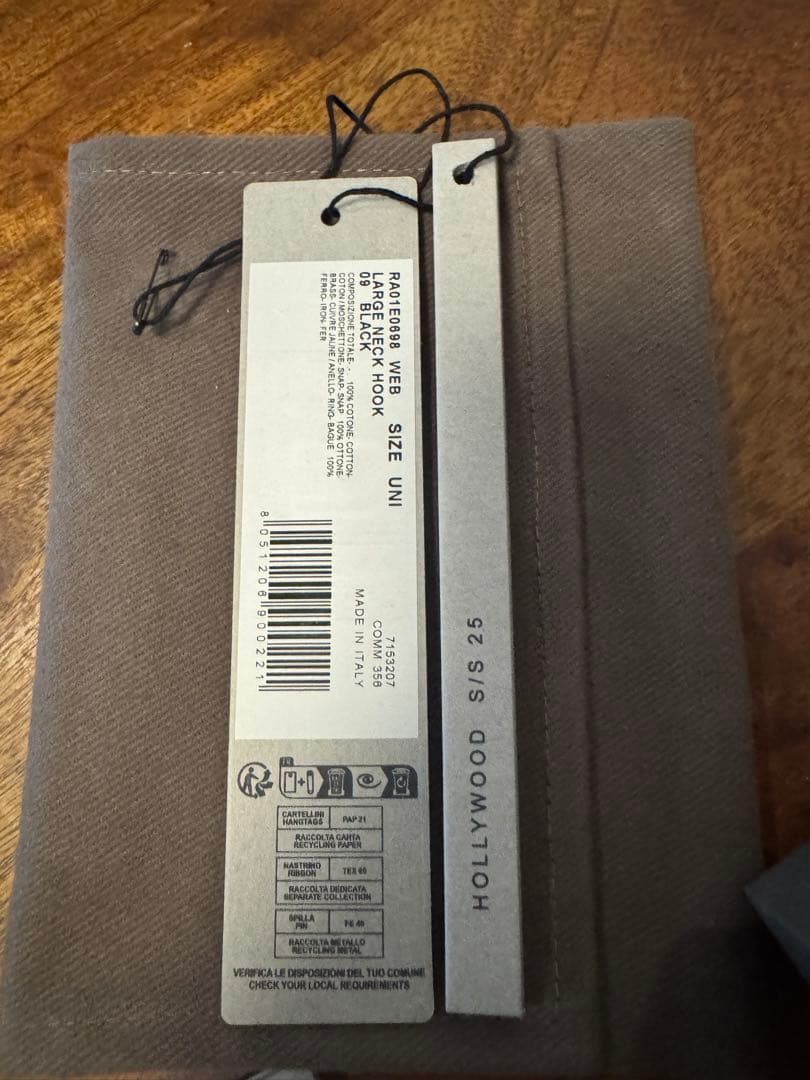 RA01E0698 WEB SIZE UNI
LARGE NECK HOOK
09 BLACK
COMPOSIZIONE TOTALE: - . 100% COTONE- COTTON-
COTON / MOSCHETTONE- SNAP- SNAP 100% OTTONE-
BRASS- CUIVRE JAUNE / ANELLO- RING- BAGUE 100%
FERRO- IRON- FER
7153207
COMM 356
MADE IN ITALY
8051206900221
FR
CARTELLINI
HANGTAGS
PAP 21
RACCOLTA CARTA
RECYCLING PAPER
NASTRINO
RIBBON
TEX 60
RACCOLTA DEDICATA
SEPARATE COLLECTION
SPILLA
PIN
FE 40
RACCOLTA METALLO
RECYCLING METAL
VERIFICA LE DISPOSIZIONI DEL TUO COMUNE
CHECK YOUR LOCAL REQUIREMENTS
HOLLYWOOD S/S 25